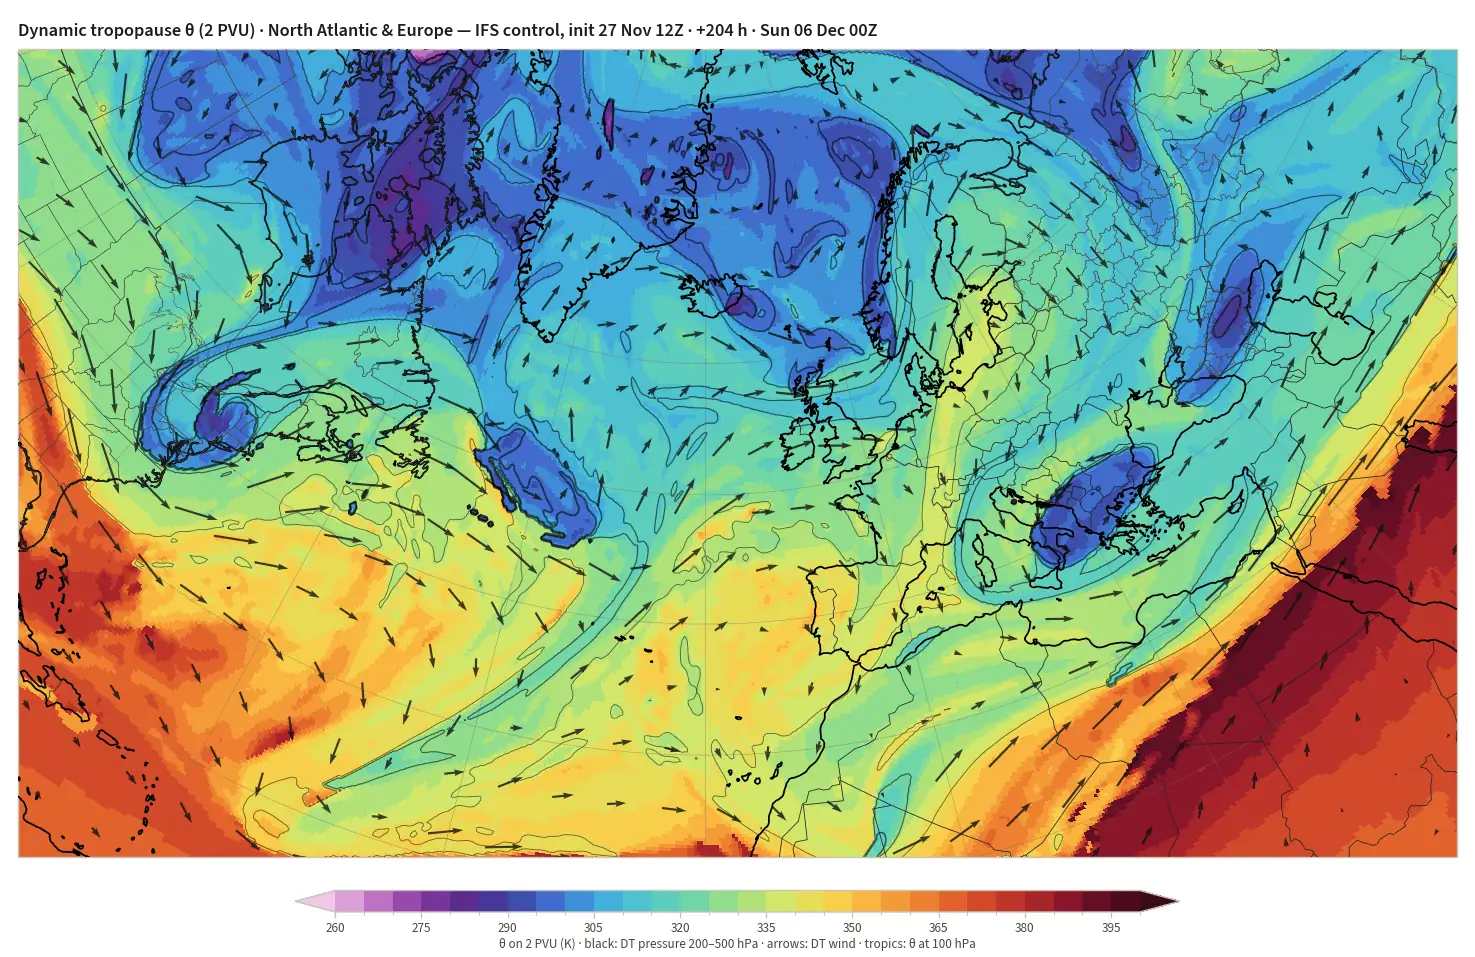 Dynamic tropopause θ (2 PVU) · North Atlantic & Europe — IFS control, init 27 Nov 12Z · +204 h · Sun 06 Dec 00Z
260 275 290 305 320 335 350 365 380 395
θ on 2 PVU (K) · black: DT pressure 200–500 hPa · arrows: DT wind · tropics: θ at 100 hPa